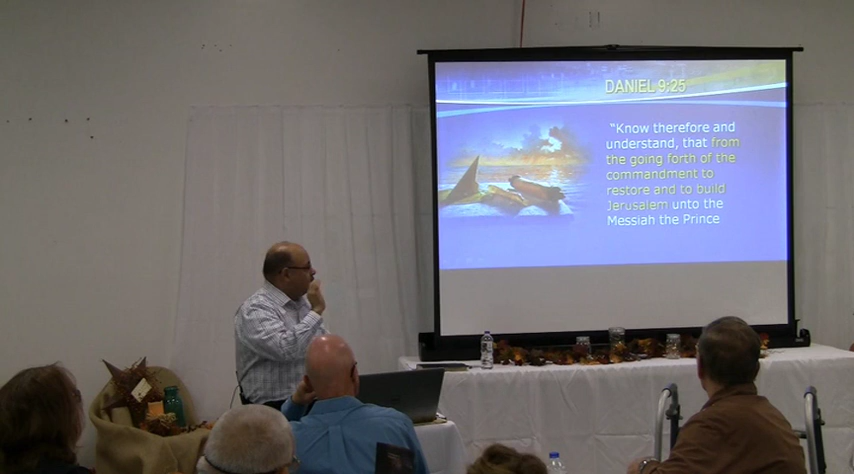 DANIEL 9:25
“Know therefore and
understand, that from
the going forth of the
commandment to
restore and to build
Jerusalem unto the
Messiah the Prince